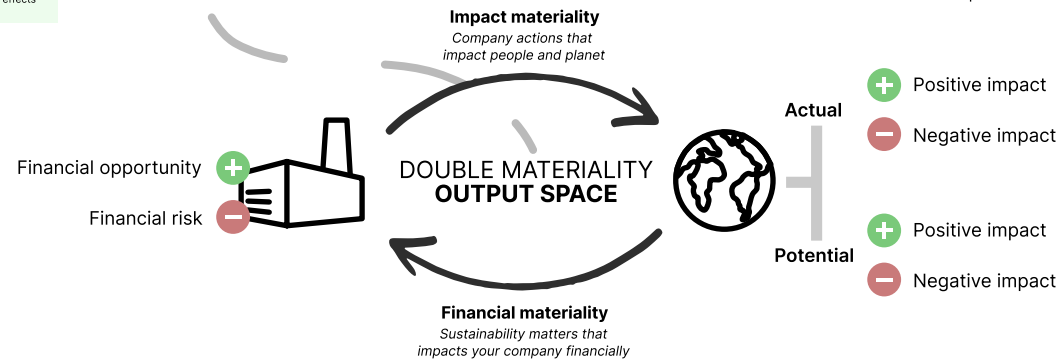 effects
Impact materiality
Company actions that
impact people and planet
Positive impact
Actual
Negative impact
Financial opportunity
DOUBLE MATERIALITY
OUTPUT SPACE
Financial risk
Positive impact
Potential
Negative impact
Financial materiality
Sustainability matters that
impacts your company financially